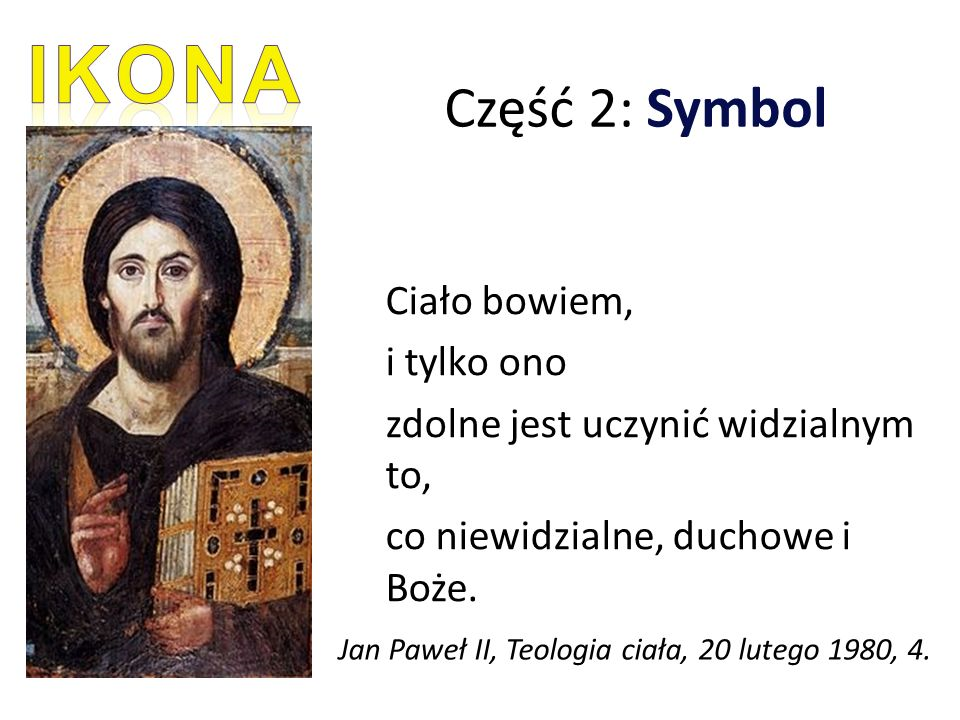 IKONA
Część 2: Symbol
Ciało bowiem,
i tylko ono
zdolne jest uczynić widzialnym
to,
co niewidzialne, duchowe i
Boże.
Jan Paweł II, Teologia ciała, 20 lutego 1980, 4.